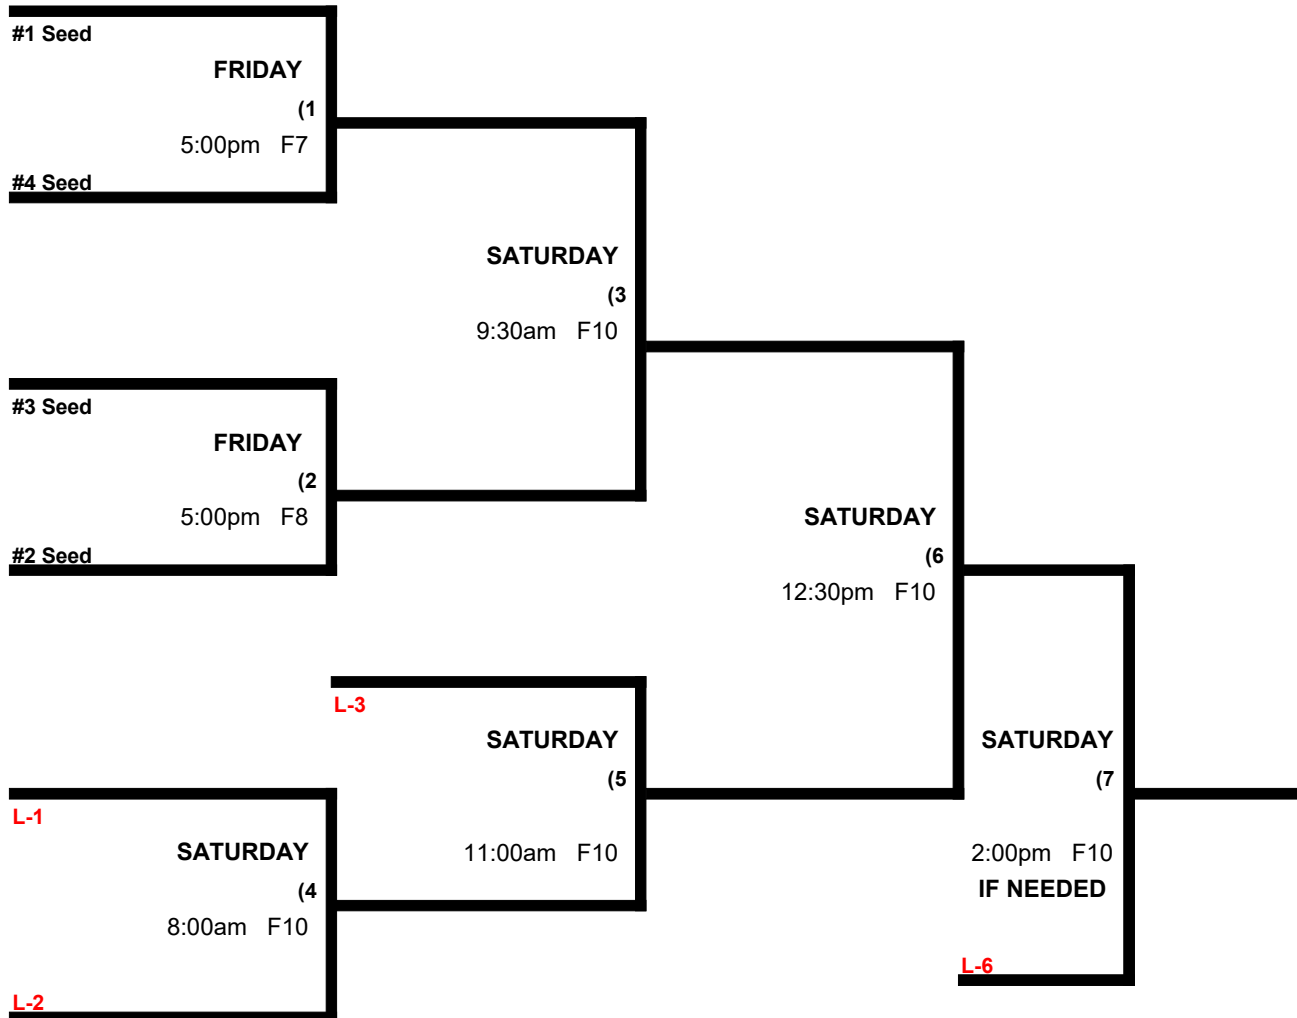 #1 Seed
FRIDAY
(1
5:00pm F7
#4 Seed
SATURDAY
(3
9:30am F10
#3 Seed
FRIDAY
(2
5:00pm F8
#2 Seed
SATURDAY
(6
12:30pm F10
L-3
SATURDAY
(5
11:00am F10
L-1
SATURDAY
(4
8:00am F10
L-2
SATURDAY
(7
2:00pm F10
IF NEEDED
L-6